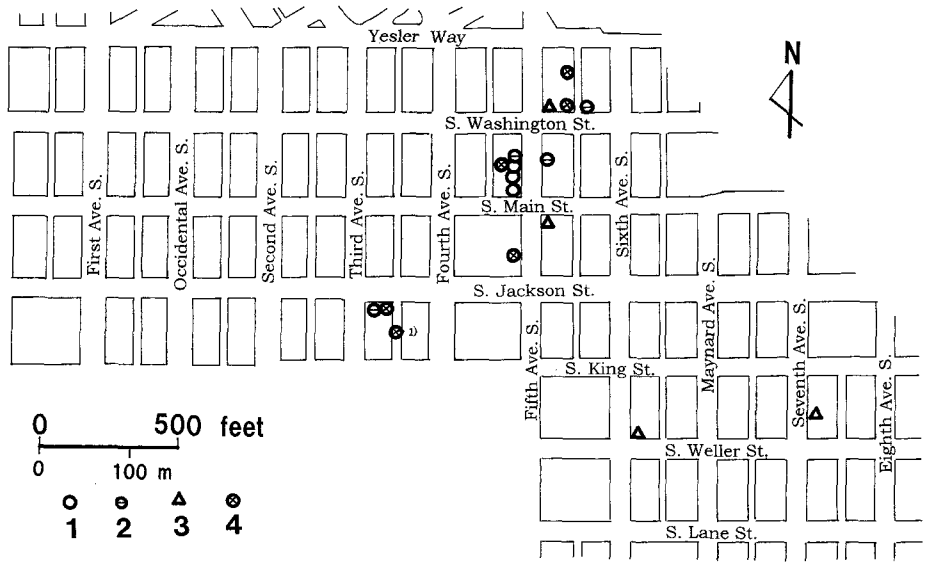 Yesler Way
N
S. Washington St.
S. Main St.
S. Jackson St.
S. King St.
S. Weller St.
S. Lane St.
First Ave. S.
Occidental Ave. S.
Second Ave. S.
Third Ave. S.
Fourth Ave. S.
Fifth Ave. S.
Sixth Ave. S.
Maynard Ave. S.
Seventh Ave. S.
Eighth Ave. S.
1)
0 500 feet
0 100 m
1 2 3 4